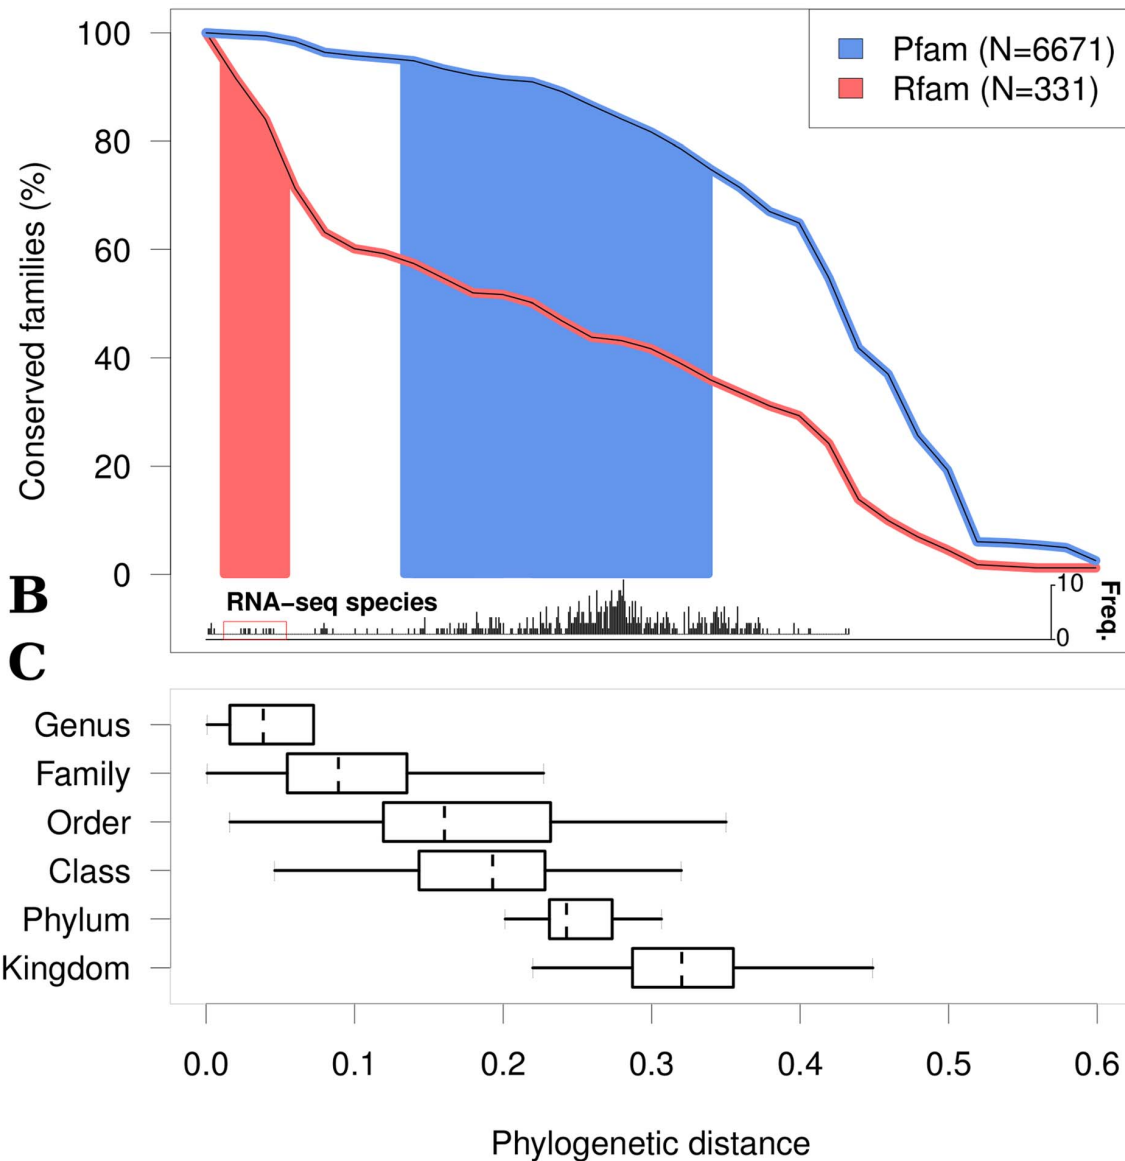 100
80
60
40
20
0
Conserved families (%)
Pfam (N=6671)
Rfam (N=331)
B
RNA−seq species
10
0
Freq.
C
Genus
Family
Order
Class
Phylum
Kingdom
0.0 0.1 0.2 0.3 0.4 0.5 0.6
Phylogenetic distance